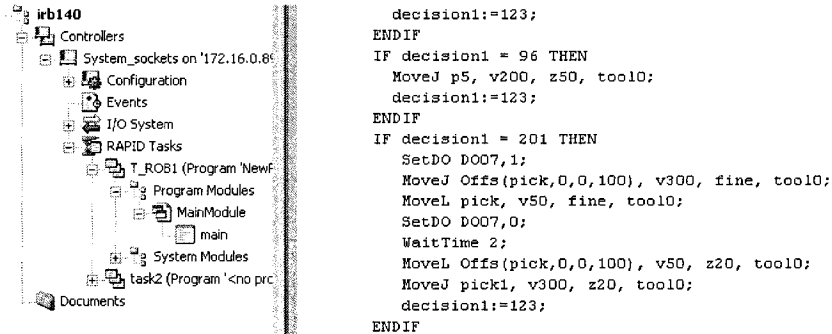 irb140
Controllers
System_sockets on '172.16.0.89
Configuration
Events
I/O System
RAPID Tasks
T_ROB1 (Program 'NewP
Program Modules
MainModule
main
System Modules
task2 (Program '<no prc
Documents
decision1:=123;
ENDIF
IF decision1 = 96 THEN
MoveJ p5, v200, z50, tool0;
decision1:=123;
ENDIF
IF decision1 = 201 THEN
SetDO DO07,1;
MoveJ Offs(pick,0,0,100), v300, fine, tool0;
MoveL pick, v50, fine, tool0;
SetDO DO07,0;
WaitTime 2;
MoveL Offs(pick,0,0,100), v50, z20, tool0;
MoveJ pick1, v300, z20, tool0;
decision1:=123;
ENDIF